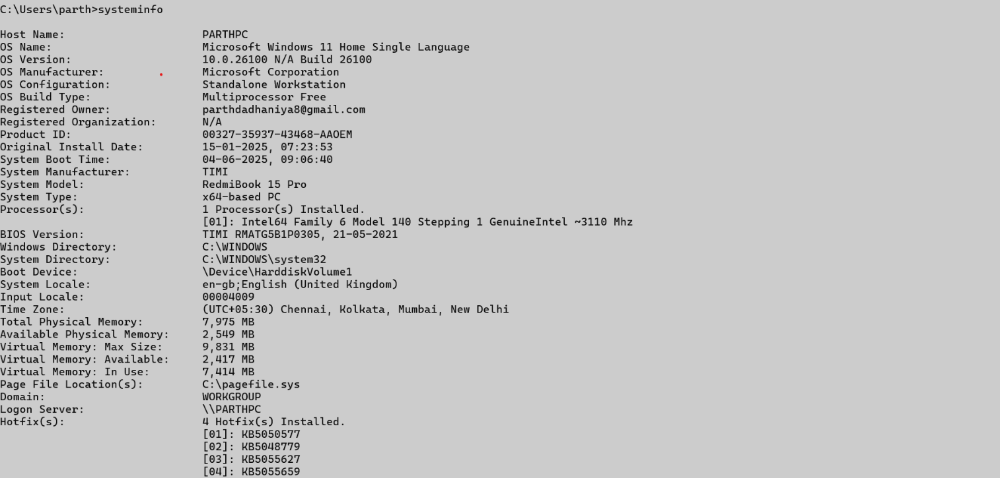 C:\Users\parth>systeminfo
Host Name: PARTHPC
OS Name: Microsoft Windows 11 Home Single Language
OS Version: 10.0.26100 N/A Build 26100
OS Manufacturer: Microsoft Corporation
OS Configuration: Standalone Workstation
OS Build Type: Multiprocessor Free
Registered Owner: parthdadhaniya8@gmail.com
Registered Organization: N/A
Product ID: 00327-35937-43468-AAOEM
Original Install Date: 15-01-2025, 07:23:53
System Boot Time: 04-06-2025, 09:06:40
System Manufacturer: TIMI
System Model: RedmiBook 15 Pro
System Type: x64-based PC
Processor(s): 1 Processor(s) Installed.
[01]: Intel64 Family 6 Model 140 Stepping 1 GenuineIntel ~3110 Mhz
BIOS Version: TIMI RMATG5B1P0305, 21-05-2021
Windows Directory: C:\WINDOWS
System Directory: C:\WINDOWS\system32
Boot Device: \Device\HarddiskVolume1
System Locale: en-gb;English (United Kingdom)
Input Locale: 00004009
Time Zone: (UTC+05:30) Chennai, Kolkata, Mumbai, New Delhi
Total Physical Memory: 7,975 MB
Available Physical Memory: 2,549 MB
Virtual Memory: Max Size: 9,831 MB
Virtual Memory: Available: 2,417 MB
Virtual Memory: In Use: 7,414 MB
Page File Location(s): C:\pagefile.sys
Domain: WORKGROUP
Logon Server: \\PARTHPC
Hotfix(s): 4 Hotfix(s) Installed.
[01]: KB5050577
[02]: KB5048779
[03]: KB5055627
[04]: KB5055659